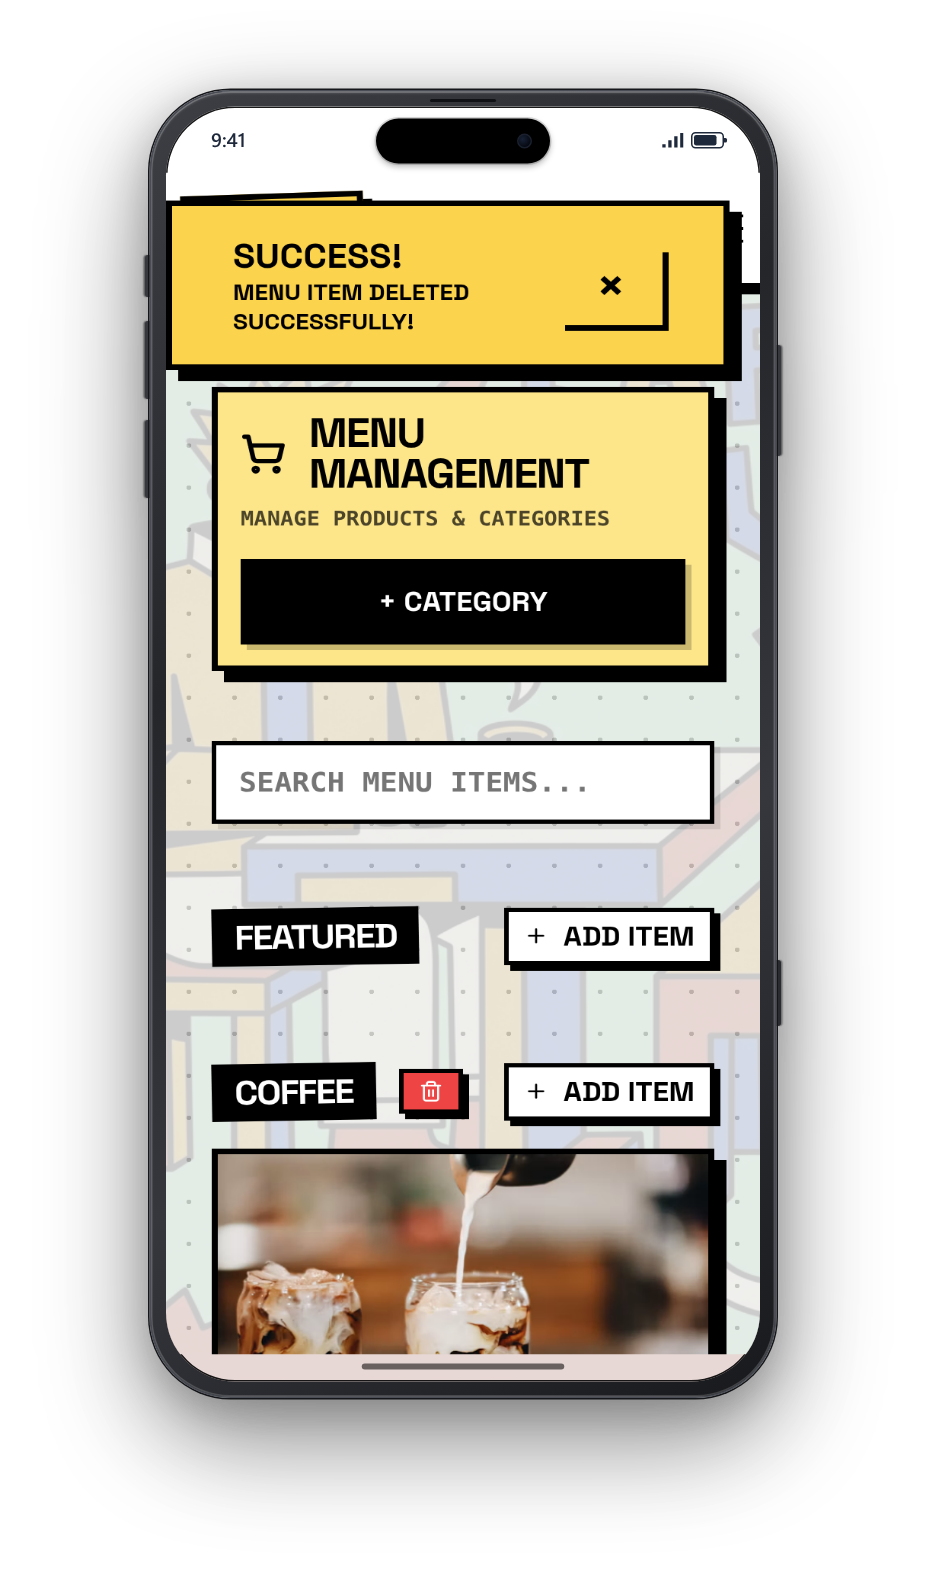 9:41
SUCCESS!
MENU ITEM DELETED
SUCCESSFULLY!
×
MENU
MANAGEMENT
MANAGE PRODUCTS & CATEGORIES
+ CATEGORY
SEARCH MENU ITEMS...
FEATURED
+ ADD ITEM
COFFEE
+ ADD ITEM